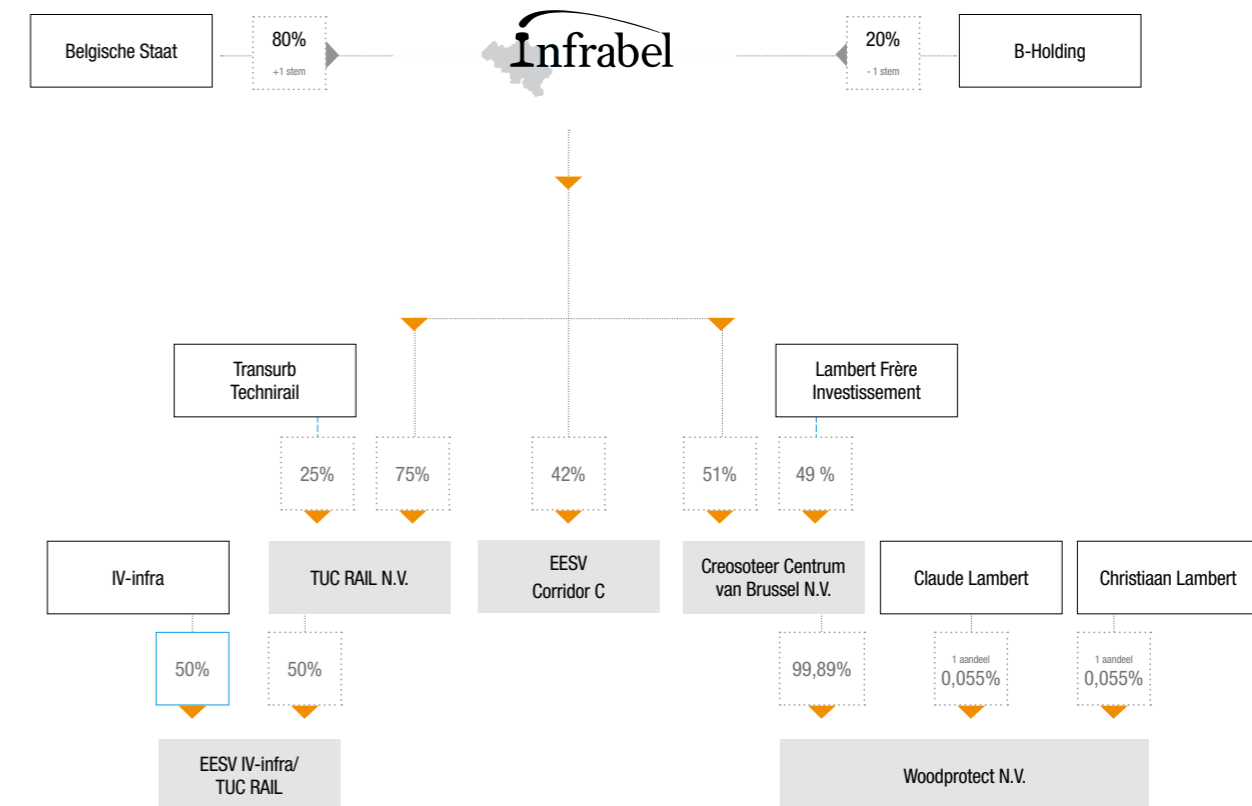 Belgische Staat
80%
+1 stem
Infrabel
20%
- 1 stem
B-Holding
Transurb
Technirail
Lambert Frère
Investissement
25%
75%
42%
51%
49 %
IV-infra
TUC RAIL N.V.
EESV
Corridor C
Creosoteer Centrum
van Brussel N.V.
Claude Lambert
Christiaan Lambert
50%
50%
99,89%
1 aandeel
0,055%
1 aandeel
0,055%
EESV IV-infra/
TUC RAIL
Woodprotect N.V.